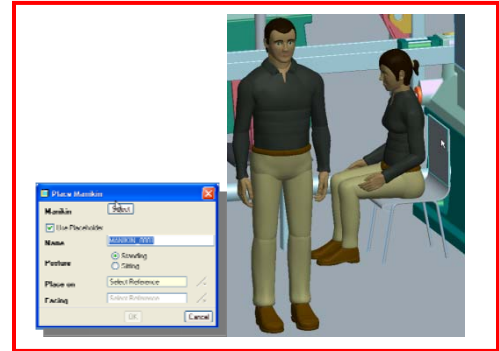 Place Manikin
Manikin Select
Use Placeholder
Name MANIKIN_0001
Posture Standing
Sitting
Place on Select Reference
Facing Select Reference
OK Cancel